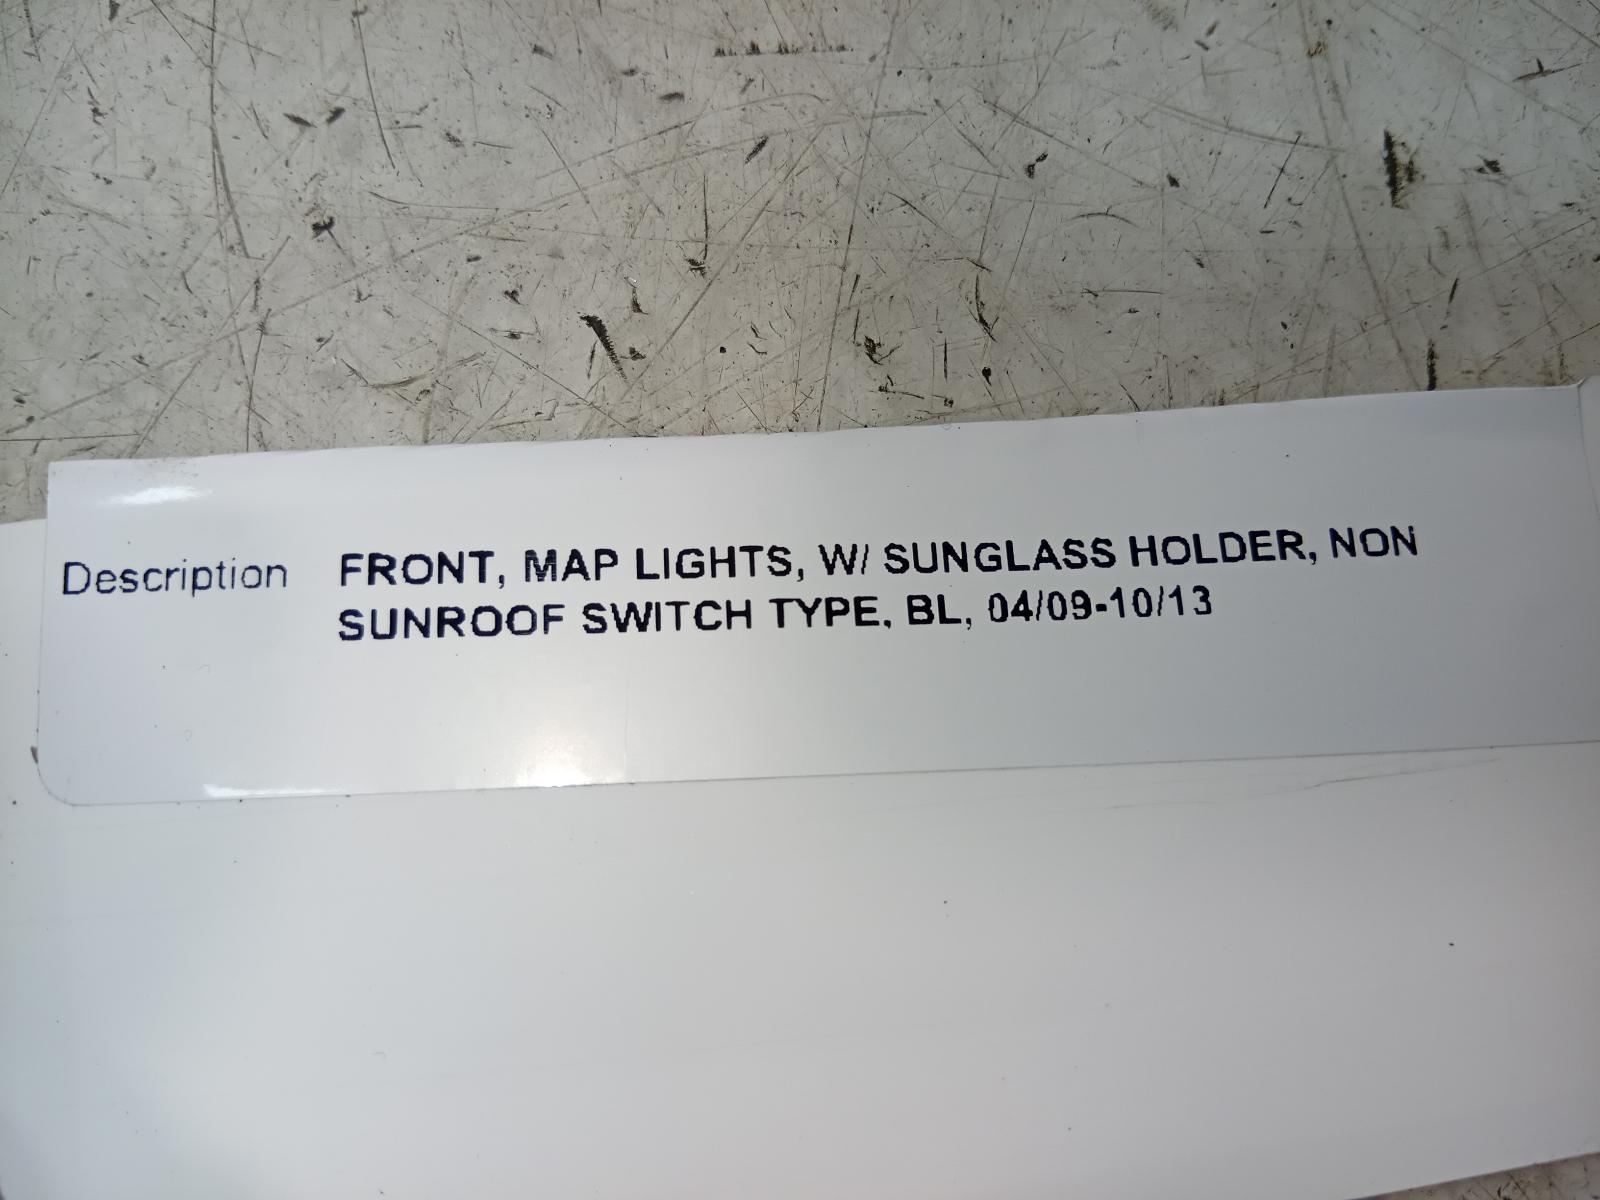 Description FRONT, MAP LIGHTS, W/ SUNGLASS HOLDER, NON
SUNROOF SWITCH TYPE, BL, 04/09-10/13